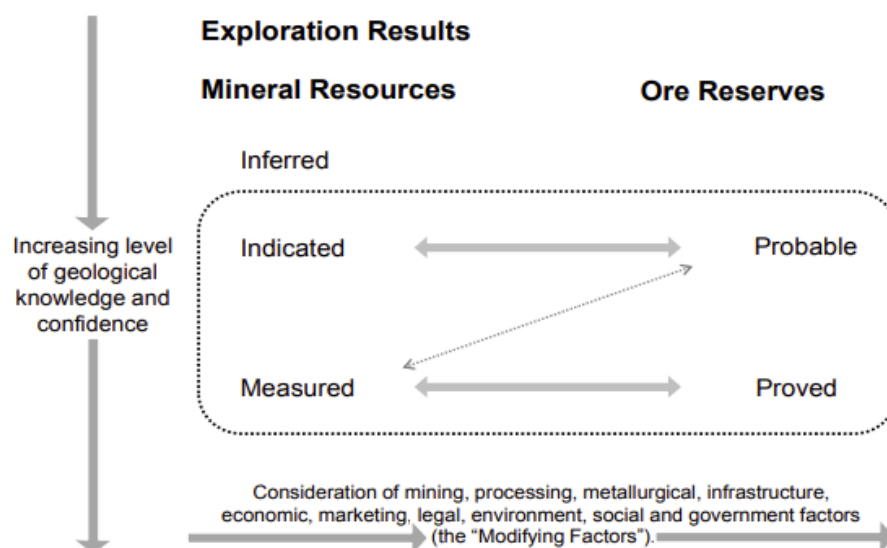 Exploration Results
Mineral Resources
Ore Reserves
Inferred
Increasing level
of geological
knowledge and
confidence
Indicated
Probable
Measured
Proved
Consideration of mining, processing, metallurgical, infrastructure,
economic, marketing, legal, environment, social and government factors
(the “Modifying Factors”).